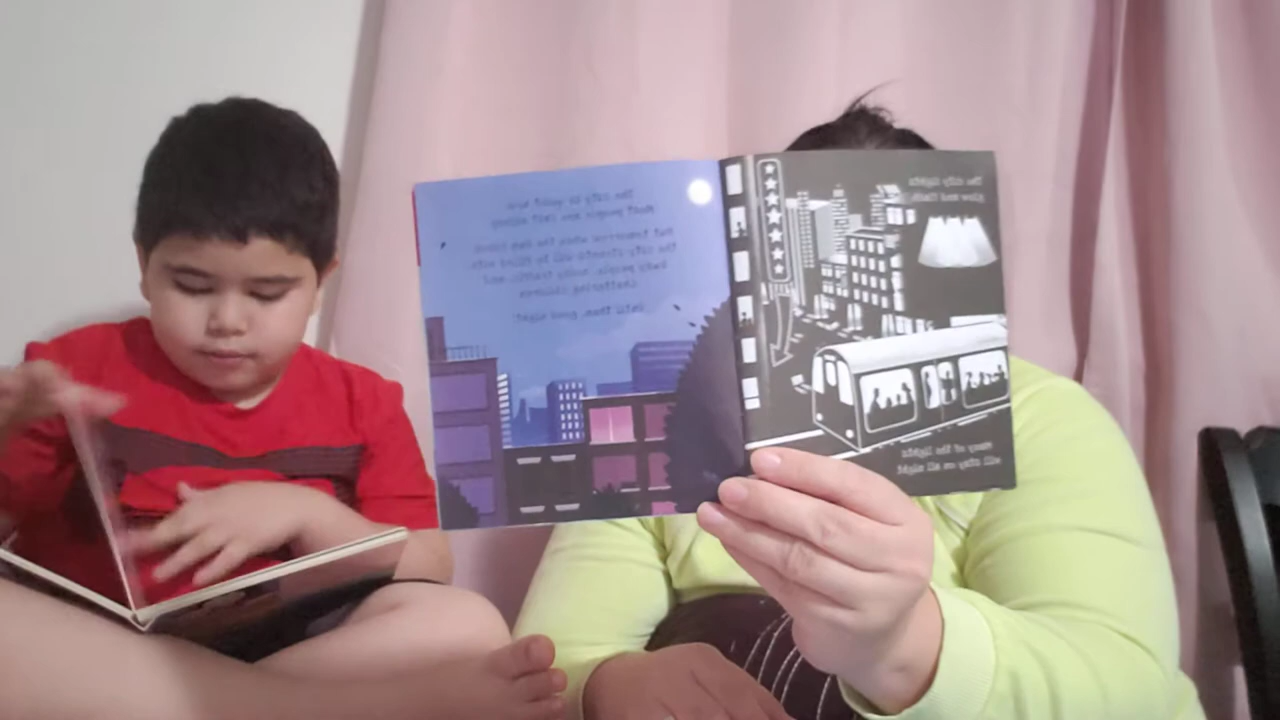 The city lights
glow and flash.
Many of the lights
will stay on all night.
The city is quiet now.
Most people are fast asleep.
But tomorrow when the sun rises
the city streets will be filled with
busy people, noisy traffic and
chattering children.
Until then, good night!